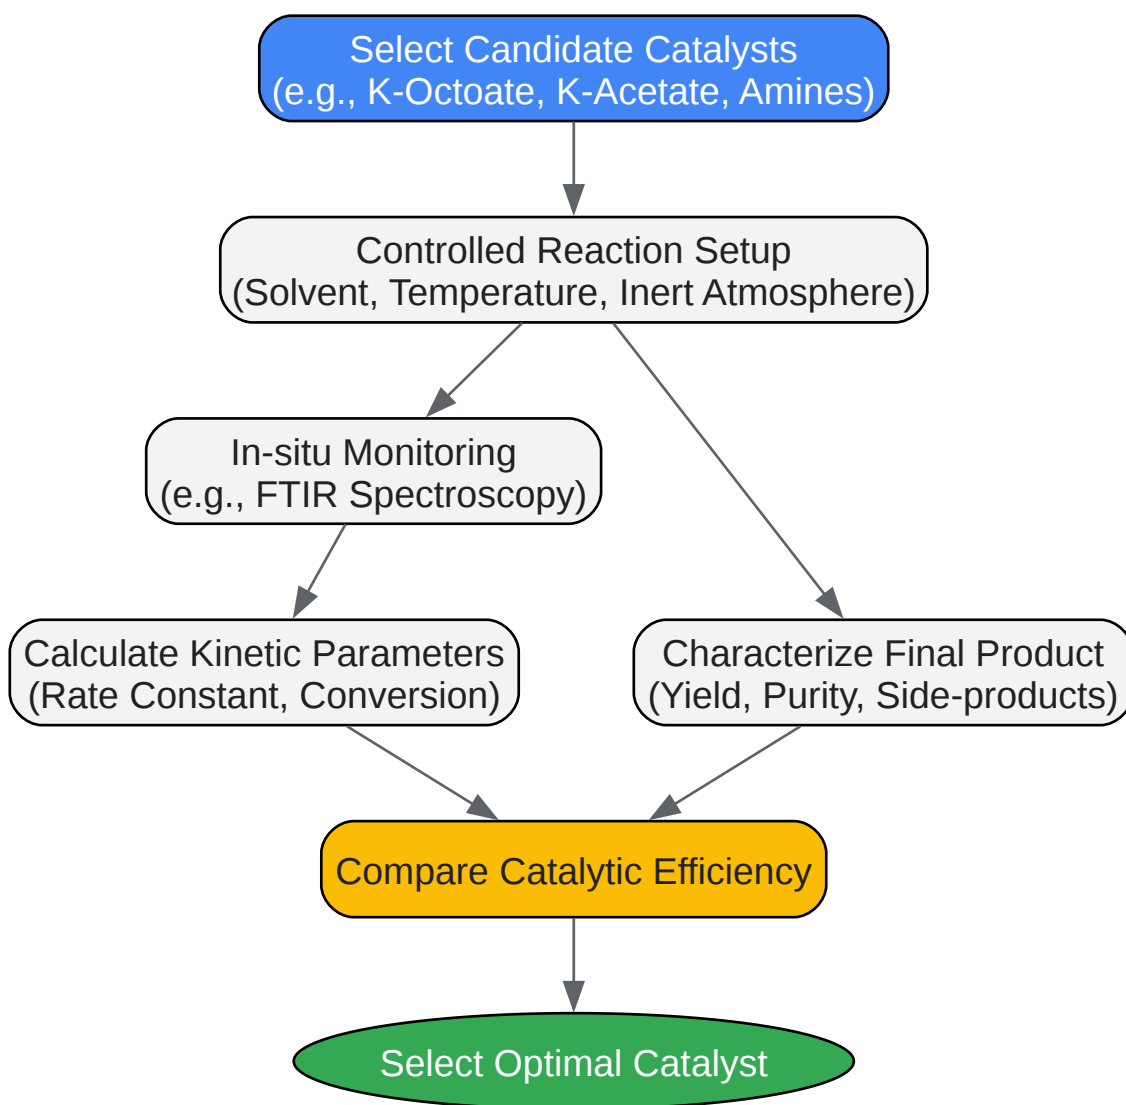 Select Candidate Catalysts
(e.g., K-Octoate, K-Acetate, Amines)
Controlled Reaction Setup
(Solvent, Temperature, Inert Atmosphere)
In-situ Monitoring
(e.g., FTIR Spectroscopy)
Calculate Kinetic Parameters
(Rate Constant, Conversion)
Characterize Final Product
(Yield, Purity, Side-products)
Compare Catalytic Efficiency
Select Optimal Catalyst